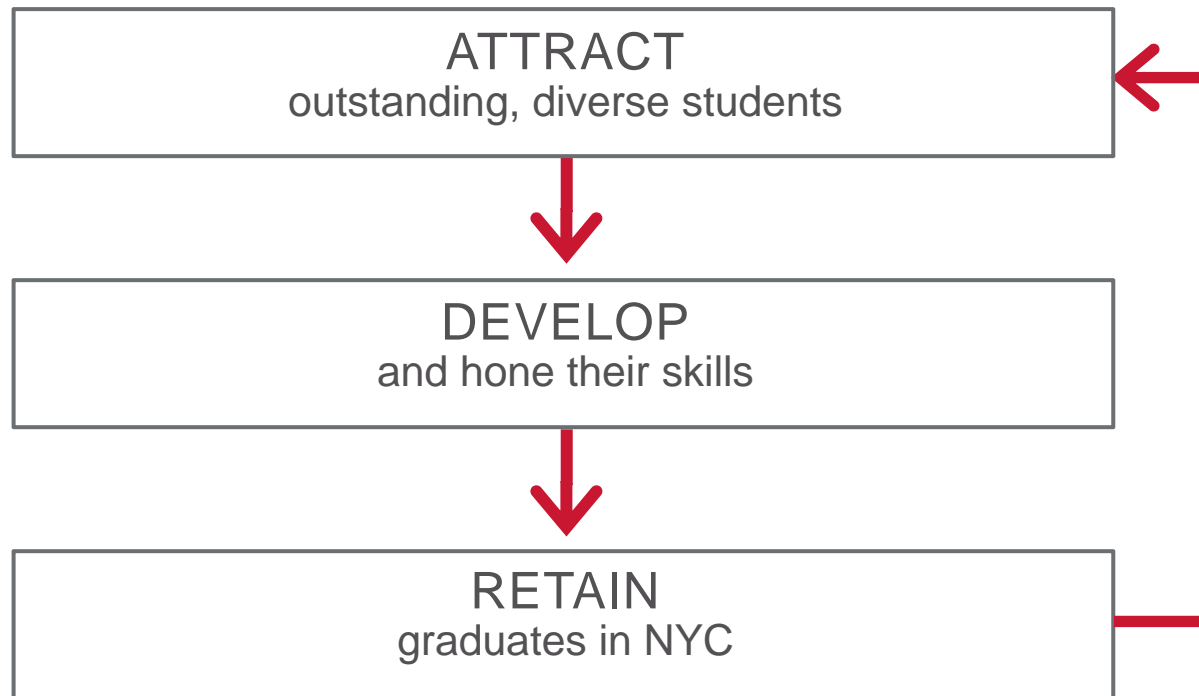 ATTRACT
outstanding, diverse students
DEVELOP
and hone their skills
RETAIN
graduates in NYC